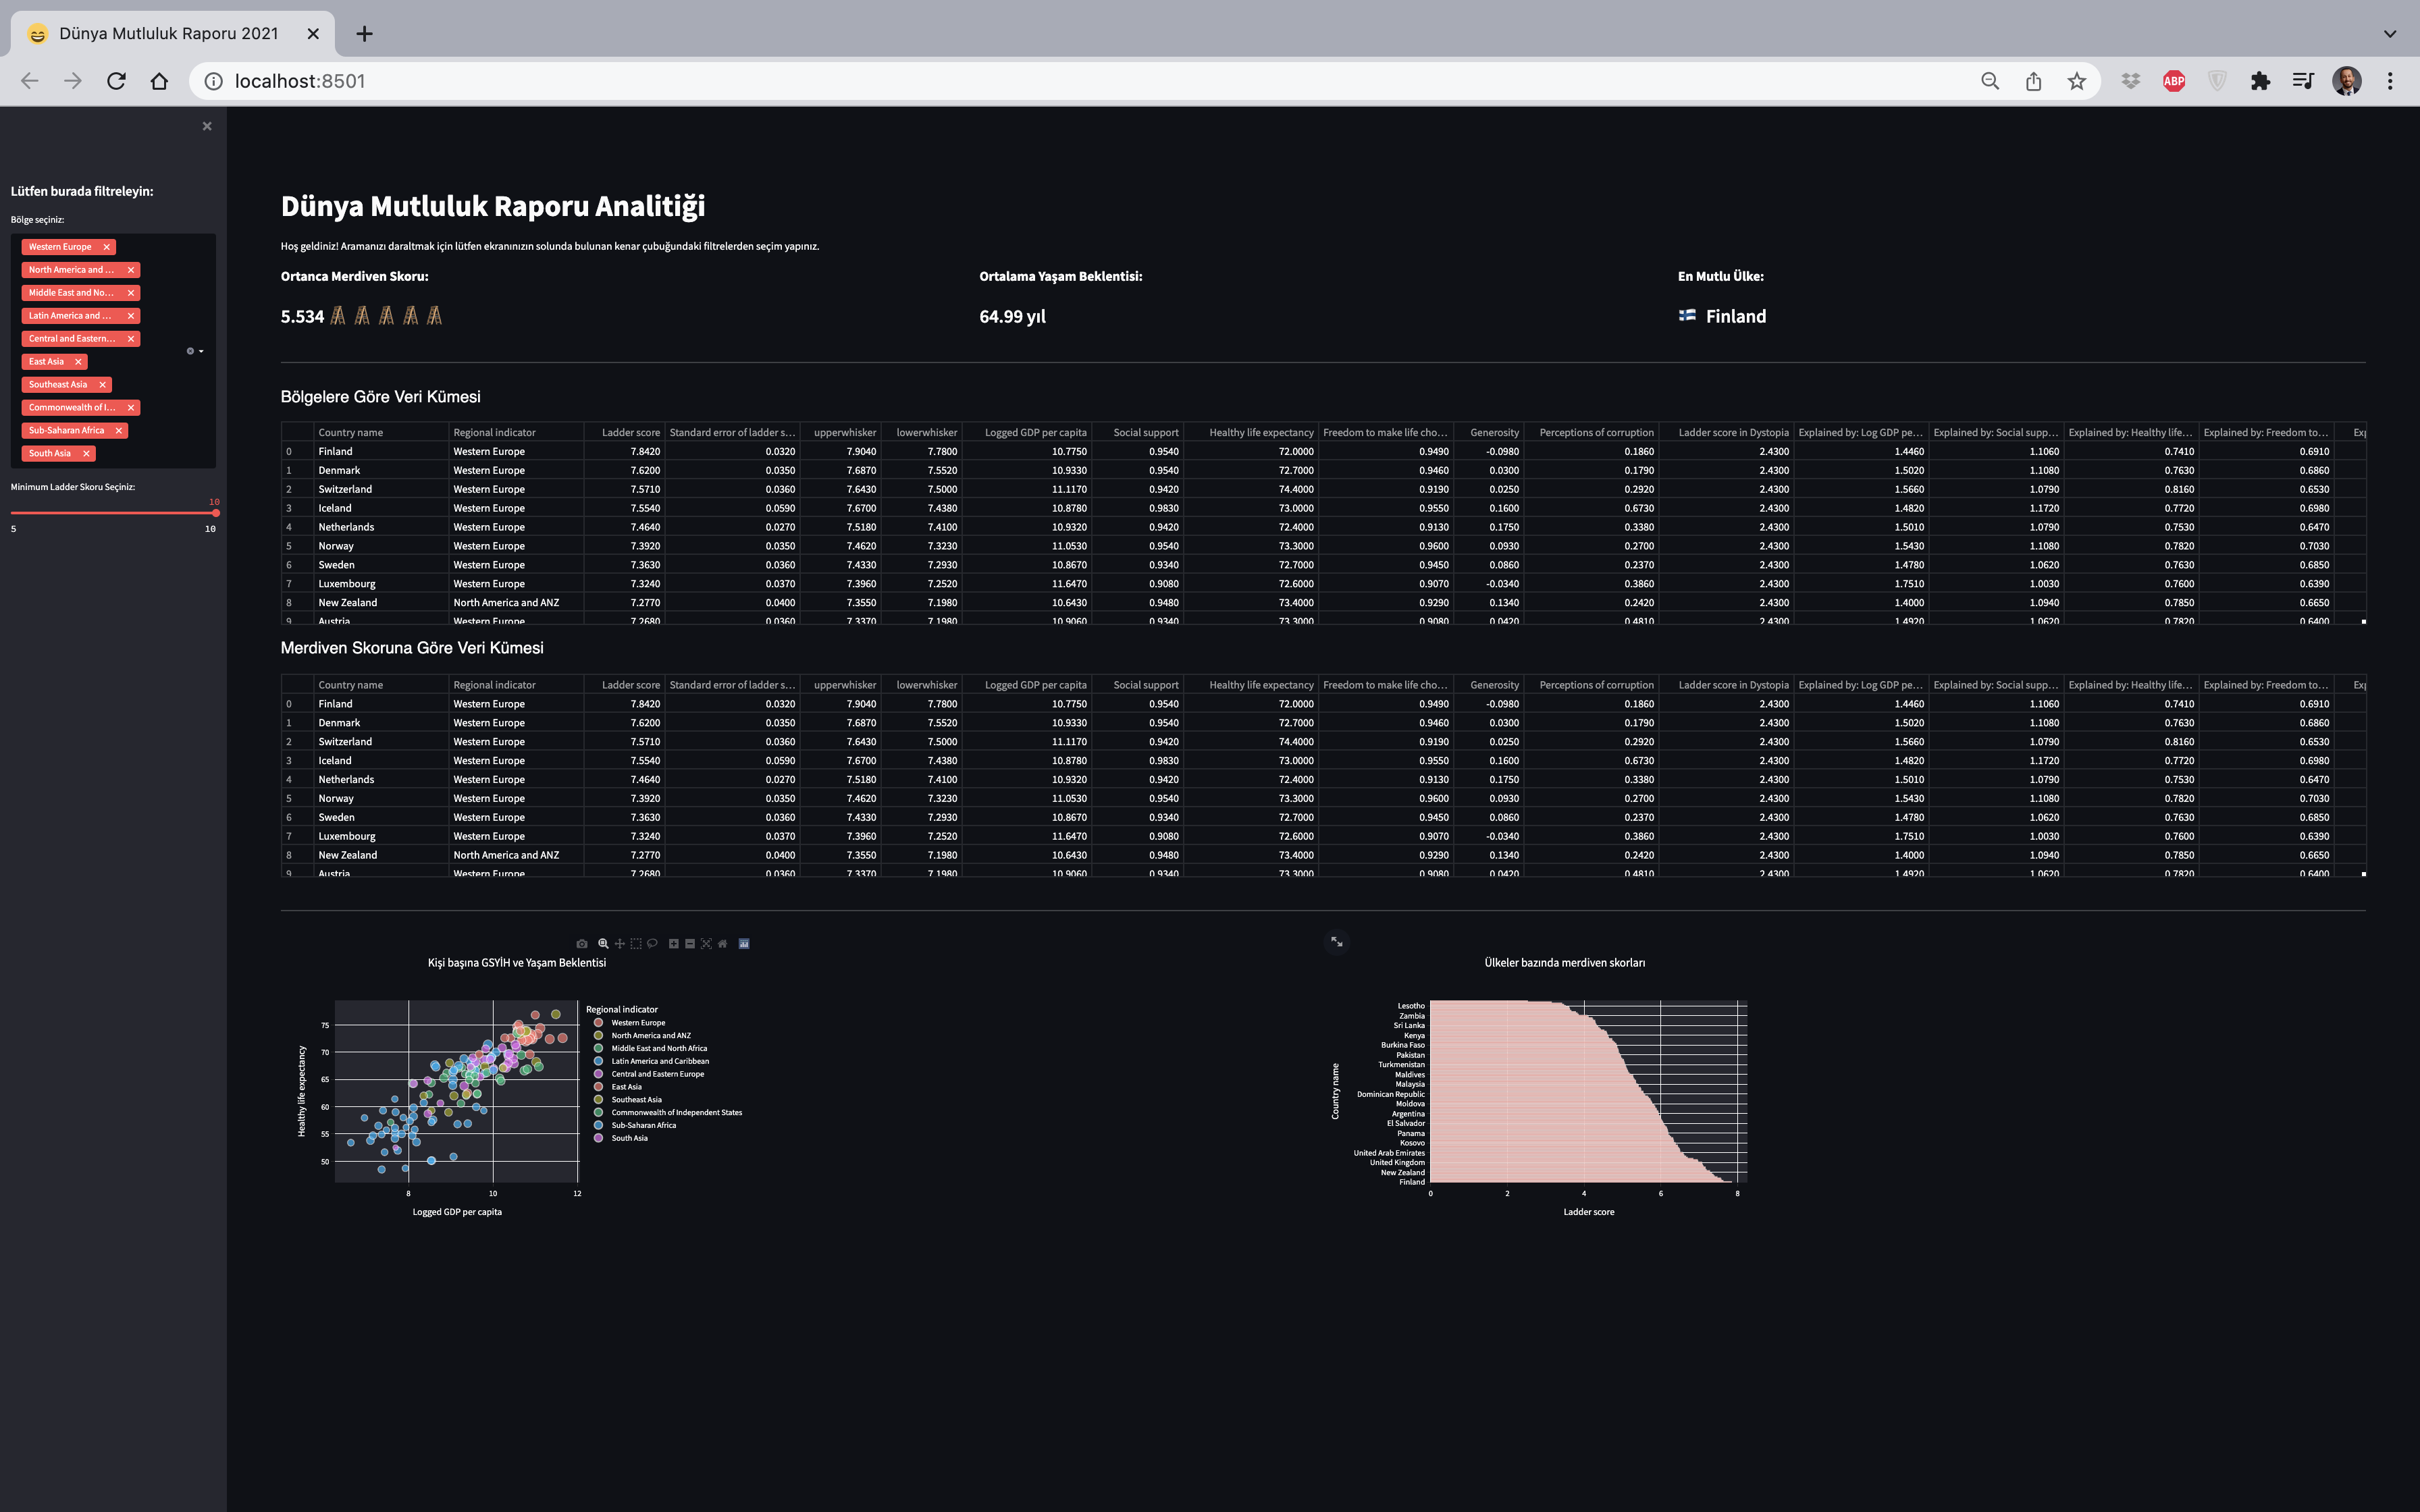 Dünya Mutluluk Raporu 2021
localhost:8501
ABP
Lütfen burada filtreleyin:
Bölge seçiniz:
Western Europe
North America and ...
Middle East and No...
Latin America and ...
Central and Eastern...
East Asia
Southeast Asia
Commonwealth of I...
Sub-Saharan Africa
South Asia
Minimum Ladder Skoru Seçiniz:
10
5 10
Dünya Mutluluk Raporu Analitiği
Hoş geldiniz! Aramanızı daraltmak için lütfen ekranınızın solunda bulunan kenar çubuğundaki filtrelerden seçim yapınız.
Ortanca Merdiven Skoru: Ortalama Yaşam Beklentisi: En Mutlu Ülke:
5.534 64.99 yıl Finland
Bölgelere Göre Veri Kümesi
Country name Regional indicator Ladder score Standard error of ladder s... upperwhisker lowerwhisker Logged GDP per capita Social support Healthy life expectancy Freedom to make life cho... Generosity Perceptions of corruption Ladder score in Dystopia Explained by: Log GDP pe... Explained by: Social supp... Explained by: Healthy life... Explained by: Freedom to... Exp
0 Finland Western Europe 7.8420 0.0320 7.9040 7.7800 10.7750 0.9540 72.0000 0.9490 -0.0980 0.1860 2.4300 1.4460 1.1060 0.7410 0.6910
1 Denmark Western Europe 7.6200 0.0350 7.6870 7.5520 10.9330 0.9540 72.7000 0.9460 0.0300 0.1790 2.4300 1.5020 1.1080 0.7630 0.6860
2 Switzerland Western Europe 7.5710 0.0360 7.6430 7.5000 11.1170 0.9420 74.4000 0.9190 0.0250 0.2920 2.4300 1.5660 1.0790 0.8160 0.6530
3 Iceland Western Europe 7.5540 0.0590 7.6700 7.4380 10.8780 0.9830 73.0000 0.9550 0.1600 0.6730 2.4300 1.4820 1.1720 0.7720 0.6980
4 Netherlands Western Europe 7.4640 0.0270 7.5180 7.4100 10.9320 0.9420 72.4000 0.9130 0.1750 0.3380 2.4300 1.5010 1.0790 0.7530 0.6470
5 Norway Western Europe 7.3920 0.0350 7.4620 7.3230 11.0530 0.9540 73.3000 0.9600 0.0930 0.2700 2.4300 1.5430 1.1080 0.7820 0.7030
6 Sweden Western Europe 7.3630 0.0360 7.4330 7.2930 10.8670 0.9340 72.7000 0.9450 0.0860 0.2370 2.4300 1.4780 1.0620 0.7630 0.6850
7 Luxembourg Western Europe 7.3240 0.0370 7.3960 7.2520 11.6470 0.9080 72.6000 0.9070 -0.0340 0.3860 2.4300 1.7510 1.0030 0.7600 0.6390
8 New Zealand North America and ANZ 7.2770 0.0400 7.3550 7.1980 10.6430 0.9480 73.4000 0.9290 0.1340 0.2420 2.4300 1.4000 1.0940 0.7850 0.6650
9 Austria Western Europe 7.2680 0.0360 7.3370 7.1980 10.9060 0.9340 73.3000 0.9080 0.0420 0.4810 2.4300 1.4920 1.0620 0.7820 0.6400
Merdiven Skoruna Göre Veri Kümesi
Country name Regional indicator Ladder score Standard error of ladder s... upperwhisker lowerwhisker Logged GDP per capita Social support Healthy life expectancy Freedom to make life cho... Generosity Perceptions of corruption Ladder score in Dystopia Explained by: Log GDP pe... Explained by: Social supp... Explained by: Healthy life... Explained by: Freedom to... Exp
0 Finland Western Europe 7.8420 0.0320 7.9040 7.7800 10.7750 0.9540 72.0000 0.9490 -0.0980 0.1860 2.4300 1.4460 1.1060 0.7410 0.6910
1 Denmark Western Europe 7.6200 0.0350 7.6870 7.5520 10.9330 0.9540 72.7000 0.9460 0.0300 0.1790 2.4300 1.5020 1.1080 0.7630 0.6860
2 Switzerland Western Europe 7.5710 0.0360 7.6430 7.5000 11.1170 0.9420 74.4000 0.9190 0.0250 0.2920 2.4300 1.5660 1.0790 0.8160 0.6530
3 Iceland Western Europe 7.5540 0.0590 7.6700 7.4380 10.8780 0.9830 73.0000 0.9550 0.1600 0.6730 2.4300 1.4820 1.1720 0.7720 0.6980
4 Netherlands Western Europe 7.4640 0.0270 7.5180 7.4100 10.9320 0.9420 72.4000 0.9130 0.1750 0.3380 2.4300 1.5010 1.0790 0.7530 0.6470
5 Norway Western Europe 7.3920 0.0350 7.4620 7.3230 11.0530 0.9540 73.3000 0.9600 0.0930 0.2700 2.4300 1.5430 1.1080 0.7820 0.7030
6 Sweden Western Europe 7.3630 0.0360 7.4330 7.2930 10.8670 0.9340 72.7000 0.9450 0.0860 0.2370 2.4300 1.4780 1.0620 0.7630 0.6850
7 Luxembourg Western Europe 7.3240 0.0370 7.3960 7.2520 11.6470 0.9080 72.6000 0.9070 -0.0340 0.3860 2.4300 1.7510 1.0030 0.7600 0.6390
8 New Zealand North America and ANZ 7.2770 0.0400 7.3550 7.1980 10.6430 0.9480 73.4000 0.9290 0.1340 0.2420 2.4300 1.4000 1.0940 0.7850 0.6650
9 Austria Western Europe 7.2680 0.0360 7.3370 7.1980 10.9060 0.9340 73.3000 0.9080 0.0420 0.4810 2.4300 1.4920 1.0620 0.7820 0.6400
Kişi başına GSYİH ve Yaşam Beklentisi
Healthy life expectancy
75
70
65
60
55
50
8 10 12
Logged GDP per capita
Regional indicator
Western Europe
North America and ANZ
Middle East and North Africa
Latin America and Caribbean
Central and Eastern Europe
East Asia
Southeast Asia
Commonwealth of Independent States
Sub-Saharan Africa
South Asia
Ülkeler bazında merdiven skorları
Country name
Lesotho
Zambia
Sri Lanka
Kenya
Burkina Faso
Pakistan
Turkmenistan
Maldives
Malaysia
Dominican Republic
Moldova
Argentina
El Salvador
Panama
Kosovo
United Arab Emirates
United Kingdom
New Zealand
Finland
0 2 4 6 8
Ladder score